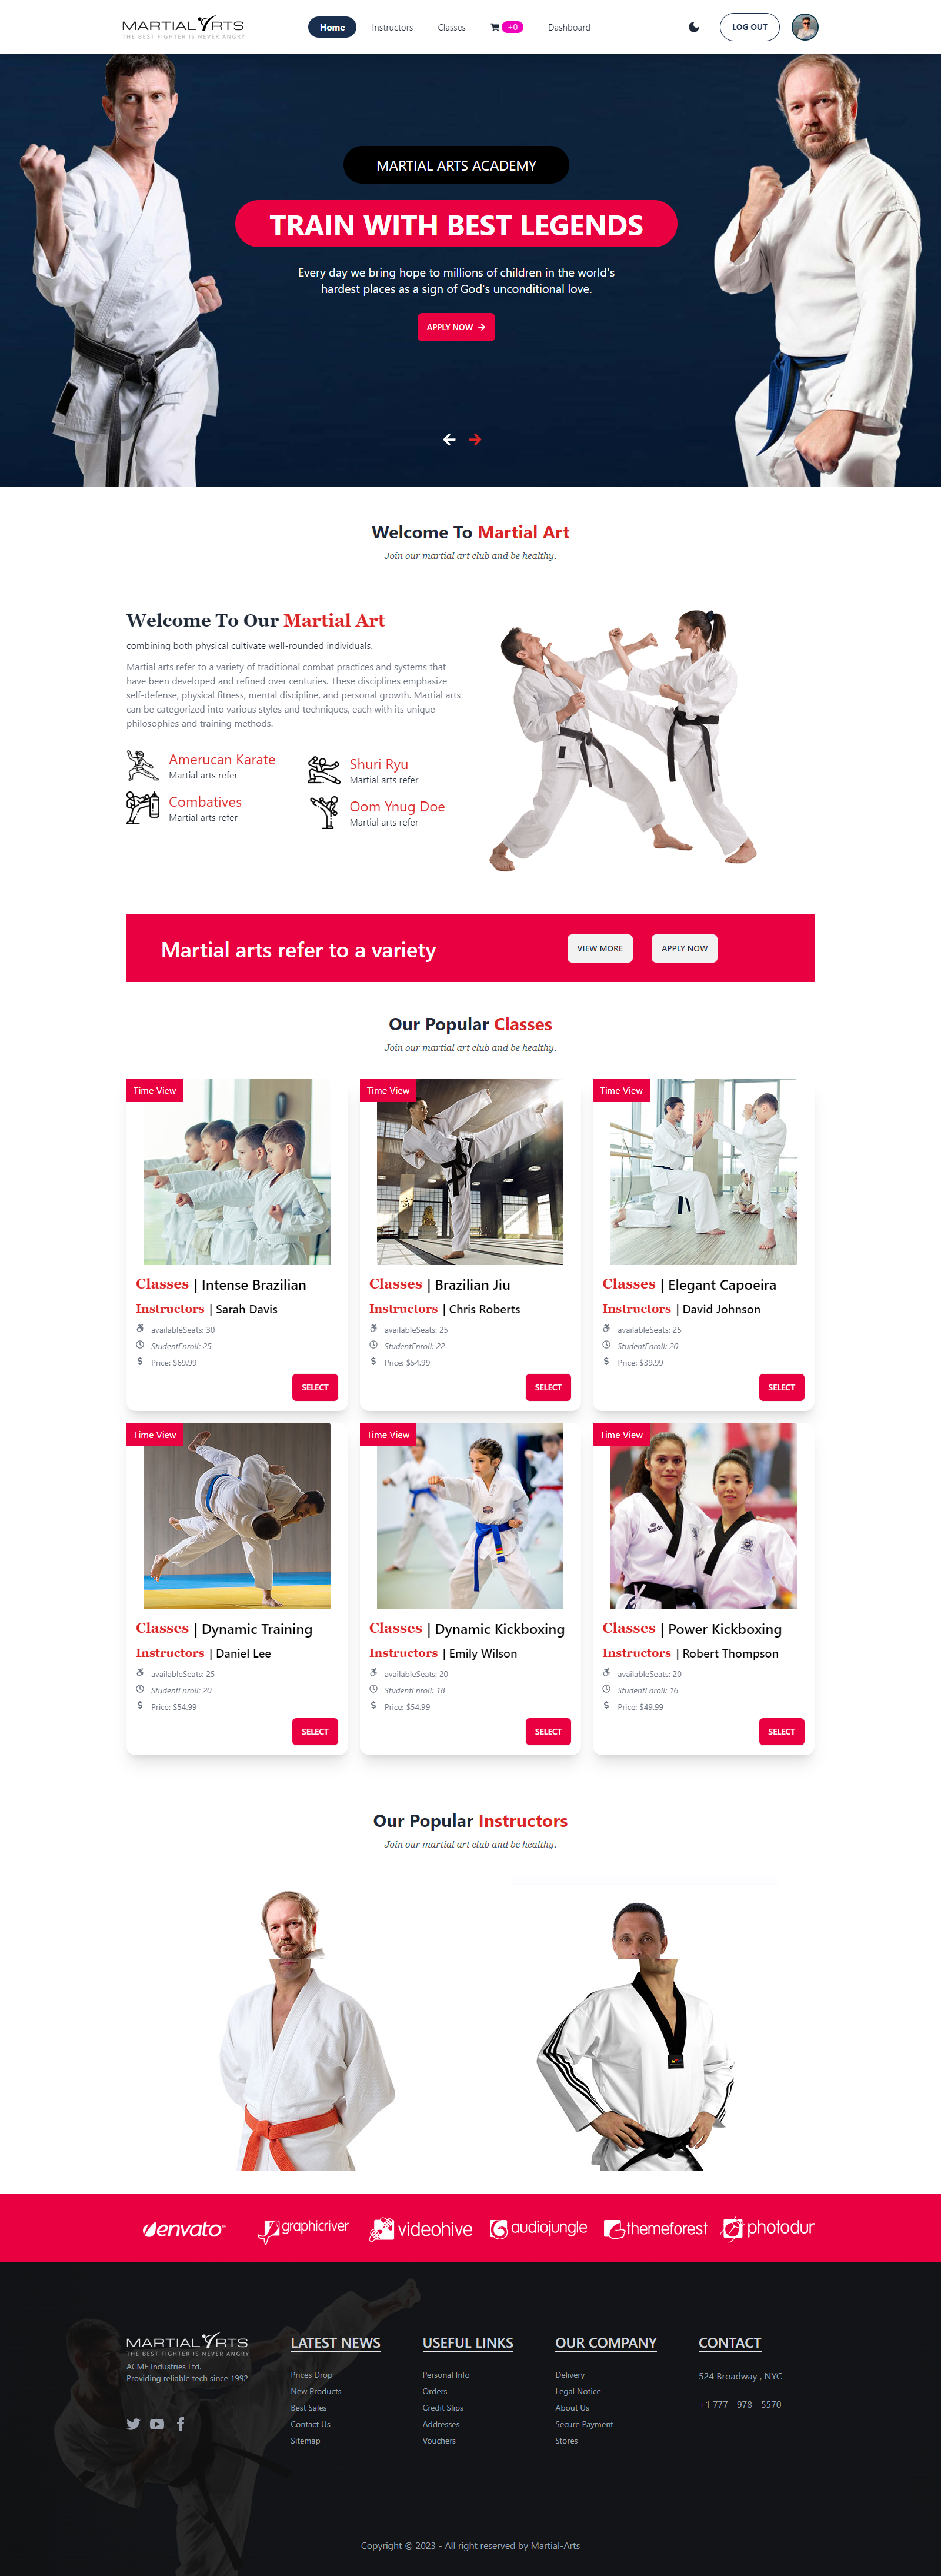 MARTIAL ARTS
THE BEST FIGHTER IS NEVER ANGRY
Home
Instructors
Classes
+0
Dashboard
LOG OUT
MARTIAL ARTS ACADEMY
TRAIN WITH BEST LEGENDS
Every day we bring hope to millions of children in the world's
hardest places as a sign of God's unconditional love.
APPLY NOW
Welcome To Martial Art
Join our martial art club and be healthy.
Welcome To Our Martial Art
combining both physical cultivate well-rounded individuals.
Martial arts refer to a variety of traditional combat practices and systems that
have been developed and refined over centuries. These disciplines emphasize
self-defense, physical fitness, mental discipline, and personal growth. Martial arts
can be categorized into various styles and techniques, each with its unique
philosophies and training methods.
Amerucan Karate
Martial arts refer
Shuri Ryu
Martial arts refer
Combatives
Martial arts refer
Oom Ynug Doe
Martial arts refer
Martial arts refer to a variety
VIEW MORE
APPLY NOW
Our Popular Classes
Join our martial art club and be healthy.
Time View
Classes | Intense Brazilian
Instructors | Sarah Davis
availableSeats: 30
StudentEnroll: 25
Price: $69.99
SELECT
Time View
Classes | Brazilian Jiu
Instructors | Chris Roberts
availableSeats: 25
StudentEnroll: 22
Price: $54.99
SELECT
Time View
Classes | Elegant Capoeira
Instructors | David Johnson
availableSeats: 25
StudentEnroll: 20
Price: $39.99
SELECT
Time View
Classes | Dynamic Training
Instructors | Daniel Lee
availableSeats: 25
StudentEnroll: 20
Price: $54.99
SELECT
Time View
Classes | Dynamic Kickboxing
Instructors | Emily Wilson
availableSeats: 20
StudentEnroll: 18
Price: $54.99
SELECT
Time View
Classes | Power Kickboxing
Instructors | Robert Thompson
availableSeats: 20
StudentEnroll: 16
Price: $49.99
SELECT
Our Popular Instructors
Join our martial art club and be healthy.
envato™
graphicriver
videohive
audiojungle
themeforest
photodur
MARTIAL ARTS
THE BEST FIGHTER IS NEVER ANGRY
ACME Industries Ltd.
Providing reliable tech since 1992
LATEST NEWS
Prices Drop
New Products
Best Sales
Contact Us
Sitemap
USEFUL LINKS
Personal Info
Orders
Credit Slips
Addresses
Vouchers
OUR COMPANY
Delivery
Legal Notice
About Us
Secure Payment
Stores
CONTACT
524 Broadway , NYC
+1 777 - 978 - 5570
Copyright © 2023 - All right reserved by Martial-Arts